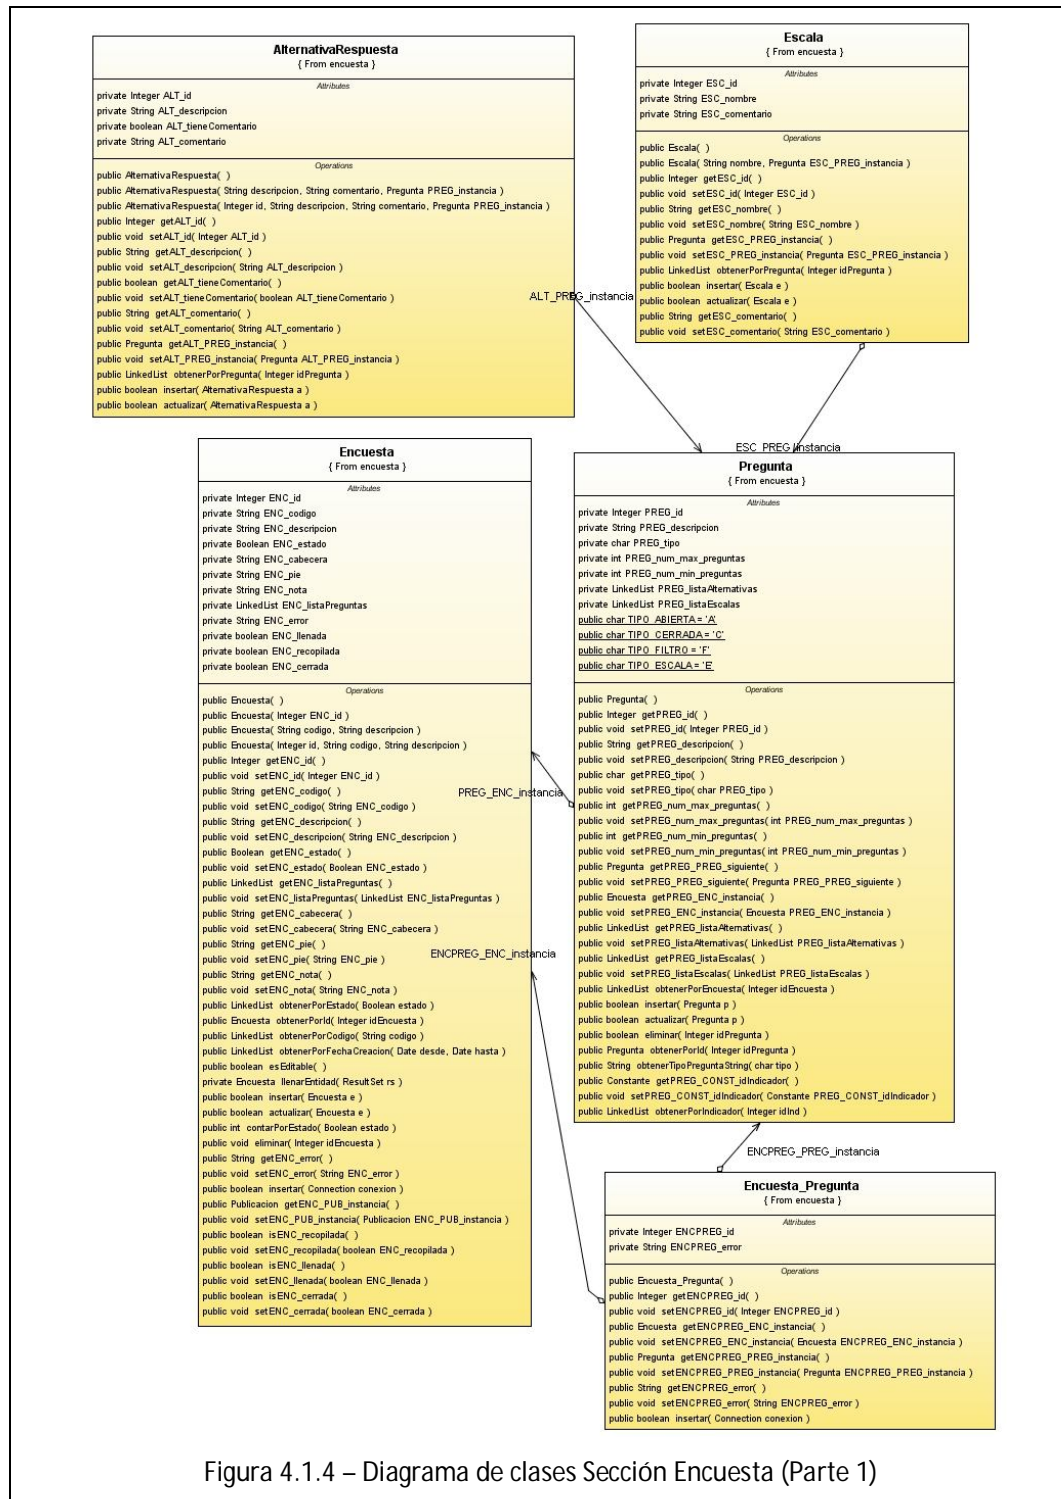 AlternativaRespuesta
{ From encuesta }
Attributes
private Integer ALT_id
private String ALT_descripcion
private boolean ALT_tieneComentario
private String ALT_comentario
Operations
public AlternativaRespuesta( )
public AlternativaRespuesta( String descripcion, String comentario, Pregunta PREG_instancia )
public AlternativaRespuesta( Integer id, String descripcion, String comentario, Pregunta PREG_instancia )
public Integer getALT_id( )
public void setALT_id( Integer ALT_id )
public String getALT_descripcion( )
public void setALT_descripcion( String ALT_descripcion )
public boolean getALT_tieneComentario( )
public void setALT_tieneComentario( boolean ALT_tieneComentario )
public String getALT_comentario( )
public void setALT_comentario( String ALT_comentario )
public Pregunta getALT_PREG_instancia( )
public void setALT_PREG_instancia( Pregunta ALT_PREG_instancia )
public LinkedList obtenerPorPregunta( Integer idPregunta )
public boolean insertar( AlternativaRespuesta a )
public boolean actualizar( AlternativaRespuesta a )
Escala
{ From encuesta }
Attributes
private Integer ESC_id
private String ESC_nombre
private String ESC_comentario
Operations
public Escala( )
public Escala( String nombre, Pregunta ESC_PREG_instancia )
public Integer getESC_id( )
public void setESC_id( Integer ESC_id )
public String getESC_nombre( )
public void setESC_nombre( String ESC_nombre )
public Pregunta getESC_PREG_instancia( )
public void setESC_PREG_instancia( Pregunta ESC_PREG_instancia )
public LinkedList obtenerPorPregunta( Integer idPregunta )
public boolean insertar( Escala e )
public boolean actualizar( Escala e )
public String getESC_comentario( )
public void setESC_comentario( String ESC_comentario )
ALT_PREG_instancia
ESC_PREG_instancia
Encuesta
{ From encuesta }
Attributes
private Integer ENC_id
private String ENC_codigo
private String ENC_descripcion
private Boolean ENC_estado
private String ENC_cabecera
private String ENC_pie
private String ENC_nota
private LinkedList ENC_listaPreguntas
private String ENC_error
private boolean ENC_llenada
private boolean ENC_recopilada
private boolean ENC_cerrada
Operations
public Encuesta( )
public Encuesta( Integer ENC_id )
public Encuesta( String codigo, String descripcion )
public Encuesta( Integer id, String codigo, String descripcion )
public Integer getENC_id( )
public void setENC_id( Integer ENC_id )
public String getENC_codigo( )
public void setENC_codigo( String ENC_codigo )
public String getENC_descripcion( )
public void setENC_descripcion( String ENC_descripcion )
public Boolean getENC_estado( )
public void setENC_estado( Boolean ENC_estado )
public LinkedList getENC_listaPreguntas( )
public void setENC_listaPreguntas( LinkedList ENC_listaPreguntas )
public String getENC_cabecera( )
public void setENC_cabecera( String ENC_cabecera )
public String getENC_pie( )
public void setENC_pie( String ENC_pie )
public String getENC_nota( )
public void setENC_nota( String ENC_nota )
public LinkedList obtenerPorEstado( Boolean estado )
public Encuesta obtenerPorId( Integer idEncuesta )
public LinkedList obtenerPorCodigo( String codigo )
public LinkedList obtenerPorFechaCreacion( Date desde, Date hasta )
public boolean esEditable( )
private Encuesta llenarEntidad( ResultSet rs )
public boolean insertar( Encuesta e )
public boolean actualizar( Encuesta e )
public int contarPorEstado( Boolean estado )
public void eliminar( Integer idEncuesta )
public String getENC_error( )
public void setENC_error( String ENC_error )
public boolean insertar( Connection conexion )
public Publicacion getENC_PUB_instancia( )
public void setENC_PUB_instancia( Publicacion ENC_PUB_instancia )
public boolean isENC_recopilada( )
public void setENC_recopilada( boolean ENC_recopilada )
public boolean isENC_llenada( )
public void setENC_llenada( boolean ENC_llenada )
public boolean isENC_cerrada( )
public void setENC_cerrada( boolean ENC_cerrada )
PREG_ENC_instancia
ENCPREG_ENC_instancia
Pregunta
{ From encuesta }
Attributes
private Integer PREG_id
private String PREG_descripcion
private char PREG_tipo
private int PREG_num_max_preguntas
private int PREG_num_min_preguntas
private LinkedList PREG_listaAlternativas
private LinkedList PREG_listaEscalas
public char TIPO_ABIERTA = 'A'
public char TIPO_CERRADA = 'C'
public char TIPO_FILTRO = 'F'
public char TIPO_ESCALA = 'E'
Operations
public Pregunta( )
public Integer getPREG_id( )
public void setPREG_id( Integer PREG_id )
public String getPREG_descripcion( )
public void setPREG_descripcion( String PREG_descripcion )
public char getPREG_tipo( )
public void setPREG_tipo( char PREG_tipo )
public int getPREG_num_max_preguntas( )
public void setPREG_num_max_preguntas( int PREG_num_max_preguntas )
public int getPREG_num_min_preguntas( )
public void setPREG_num_min_preguntas( int PREG_num_min_preguntas )
public Pregunta getPREG_PREG_siguiente( )
public void setPREG_PREG_siguiente( Pregunta PREG_PREG_siguiente )
public Encuesta getPREG_ENC_instancia( )
public void setPREG_ENC_instancia( Encuesta PREG_ENC_instancia )
public LinkedList getPREG_listaAlternativas( )
public void setPREG_listaAlternativas( LinkedList PREG_listaAlternativas )
public LinkedList getPREG_listaEscalas( )
public void setPREG_listaEscalas( LinkedList PREG_listaEscalas )
public LinkedList obtenerPorEncuesta( Integer idEncuesta )
public boolean insertar( Pregunta p )
public boolean actualizar( Pregunta p )
public boolean eliminar( Integer idPregunta )
public Pregunta obtenerPorId( Integer idPregunta )
public String obtenerTipoPreguntaString( char tipo )
public Constante getPREG_CONST_idIndicador( )
public void setPREG_CONST_idIndicador( Constante PREG_CONST_idIndicador )
public LinkedList obtenerPorIndicador( Integer idInd )
ENCPREG_PREG_instancia
Encuesta_Pregunta
{ From encuesta }
Attributes
private Integer ENCPREG_id
private String ENCPREG_error
Operations
public Encuesta_Pregunta( )
public Integer getENCPREG_id( )
public void setENCPREG_id( Integer ENCPREG_id )
public Encuesta getENCPREG_ENC_instancia( )
public void setENCPREG_ENC_instancia( Encuesta ENCPREG_ENC_instancia )
public Pregunta getENCPREG_PREG_instancia( )
public void setENCPREG_PREG_instancia( Pregunta ENCPREG_PREG_instancia )
public String getENCPREG_error( )
public void setENCPREG_error( String ENCPREG_error )
public boolean insertar( Connection conexion )
Figura 4.1.4 – Diagrama de clases Sección Encuesta (Parte 1)